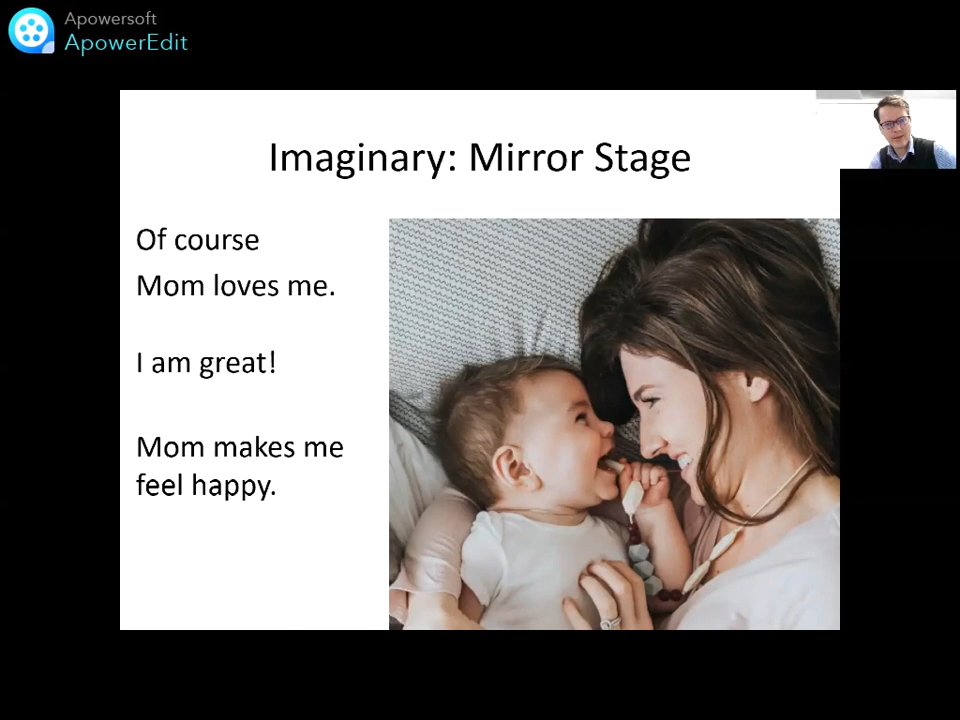 Apowersoft
ApowerEdit
Imaginary: Mirror Stage
Of course
Mom loves me.
I am great!
Mom makes me
feel happy.